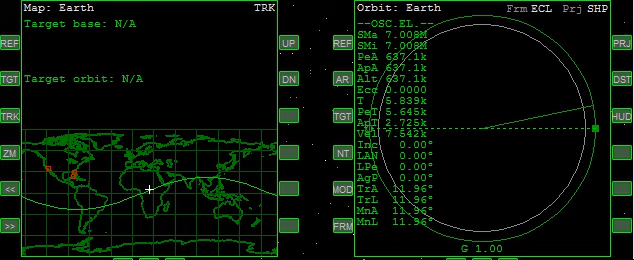 Map: Earth TRK
Target base: N/A
Target orbit: N/A
REF
TGT
TRK
ZM
<<
>>
UP
DN
Orbit: Earth Frm ECL Prj SHP
--OSC.EL.--
SMa 7.008M
SMi 7.008M
PeA 637.1k
ApA 637.1k
Alt 637.1k
Ecc 0.0000
T 5.839k
PeT 5.645k
ApT 2.725k
Vel 7.542k
Inc 0.00°
LAN 0.00°
LPe 0.00°
AgP 0.00°
TrA 11.96°
TrL 11.96°
MnA 11.96°
MnL 11.96°
G 1.00
REF
AR
TGT
NT
MOD
FRM
PRJ
DST
HUD